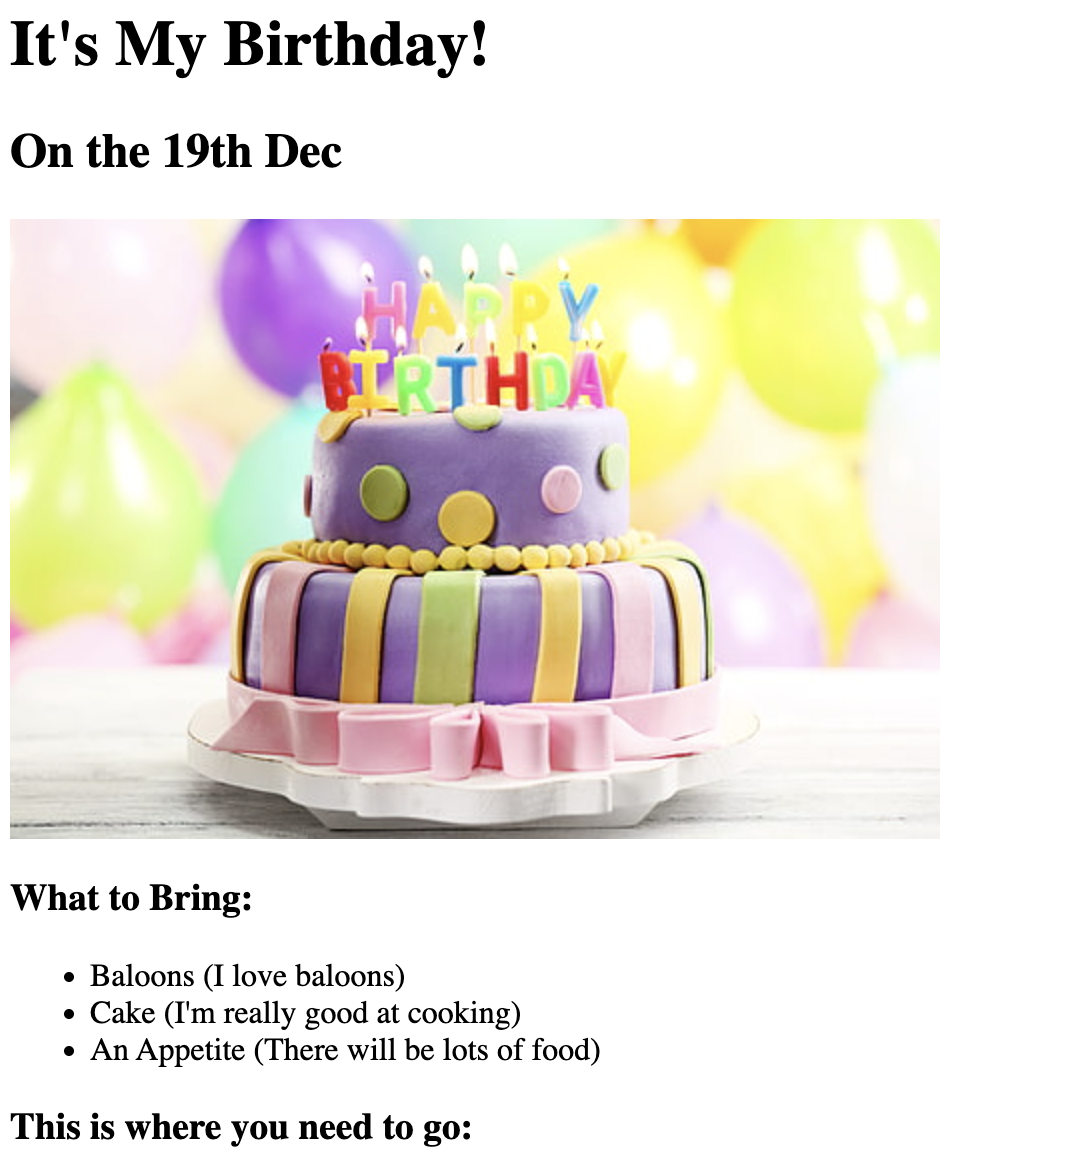 It's My Birthday!
On the 19th Dec
HAPPY
BIRTHDAY
What to Bring:
Baloons (I love baloons)
Cake (I'm really good at cooking)
An Appetite (There will be lots of food)
This is where you need to go: